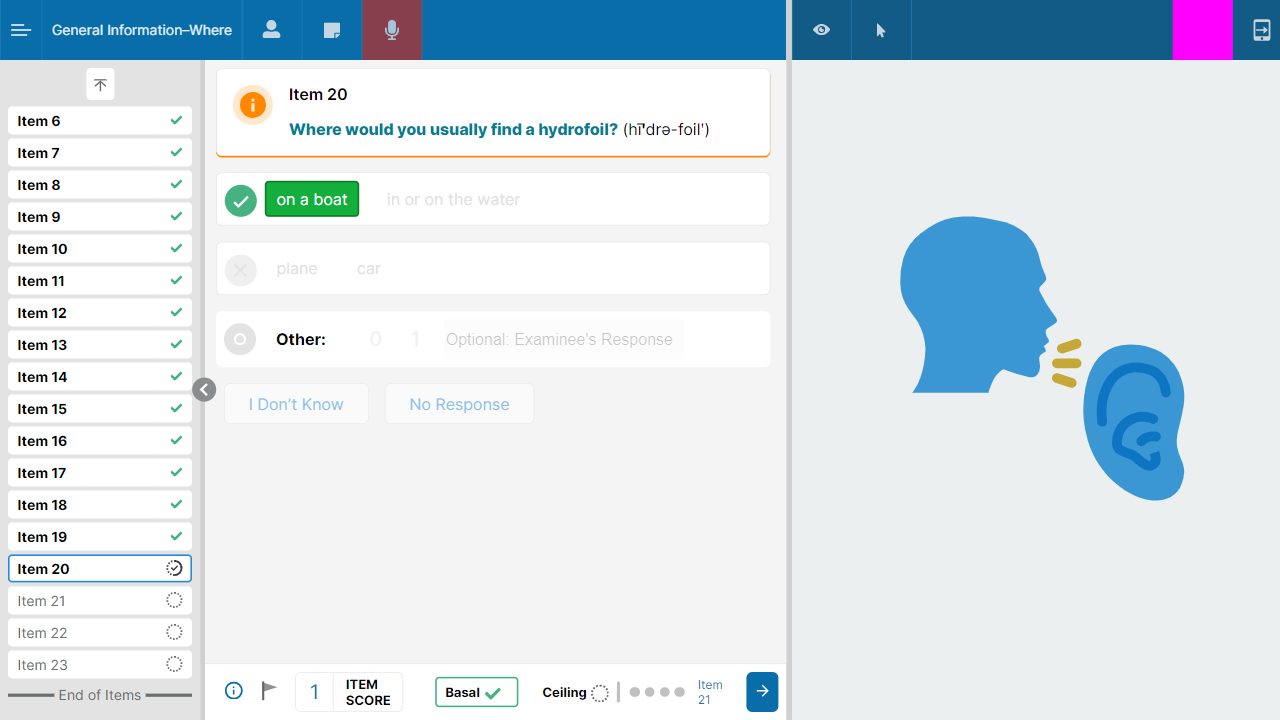 General Information–Where
Item 6
Item 7
Item 8
Item 9
Item 10
Item 11
Item 12
Item 13
Item 14
Item 15
Item 16
Item 17
Item 18
Item 19
Item 20
Item 21
Item 22
Item 23
End of Items
Item 20
Where would you usually find a hydrofoil? (hī'drə-foil')
on a boat in or on the water
plane car
Other: 0 1 Optional: Examinee's Response
I Don't Know No Response
1 ITEM SCORE
Basal
Ceiling
Item 21